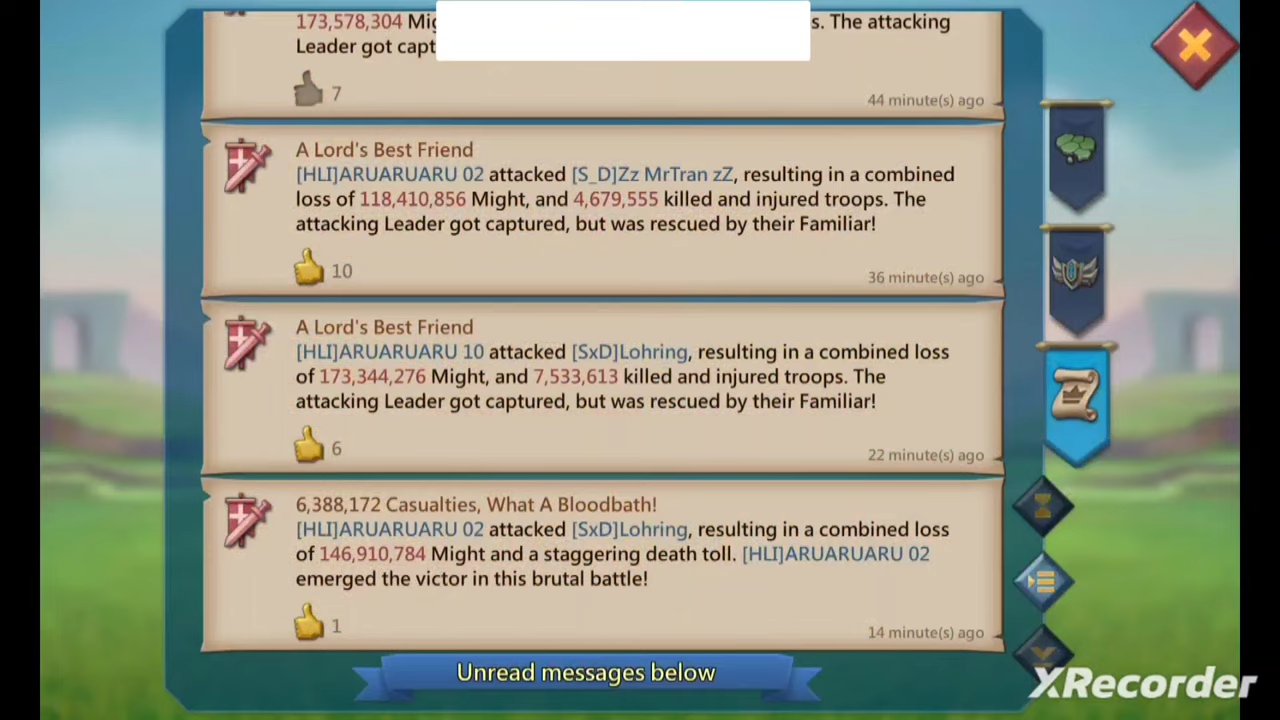 173,578,304
s. The attacking
Leader got capt
7
44 minute(s) ago
A Lord's Best Friend
[HLI]ARUARUARU 02 attacked [S_D]Zz MrTran zZ, resulting in a combined
loss of 118,410,856 Might, and 4,679,555 killed and injured troops. The
attacking Leader got captured, but was rescued by their Familiar!
10
36 minute(s) ago
A Lord's Best Friend
[HLI]ARUARUARU 10 attacked [SxD]Lohring, resulting in a combined loss
of 173,344,276 Might, and 7,533,613 killed and injured troops. The
attacking Leader got captured, but was rescued by their Familiar!
6
22 minute(s) ago
6,388,172 Casualties, What A Bloodbath!
[HLI]ARUARUARU 02 attacked [SxD]Lohring, resulting in a combined loss
of 146,910,784 Might and a staggering death toll. [HLI]ARUARUARU 02
emerged the victor in this brutal battle!
1
14 minute(s) ago
Unread messages below
XRecorder